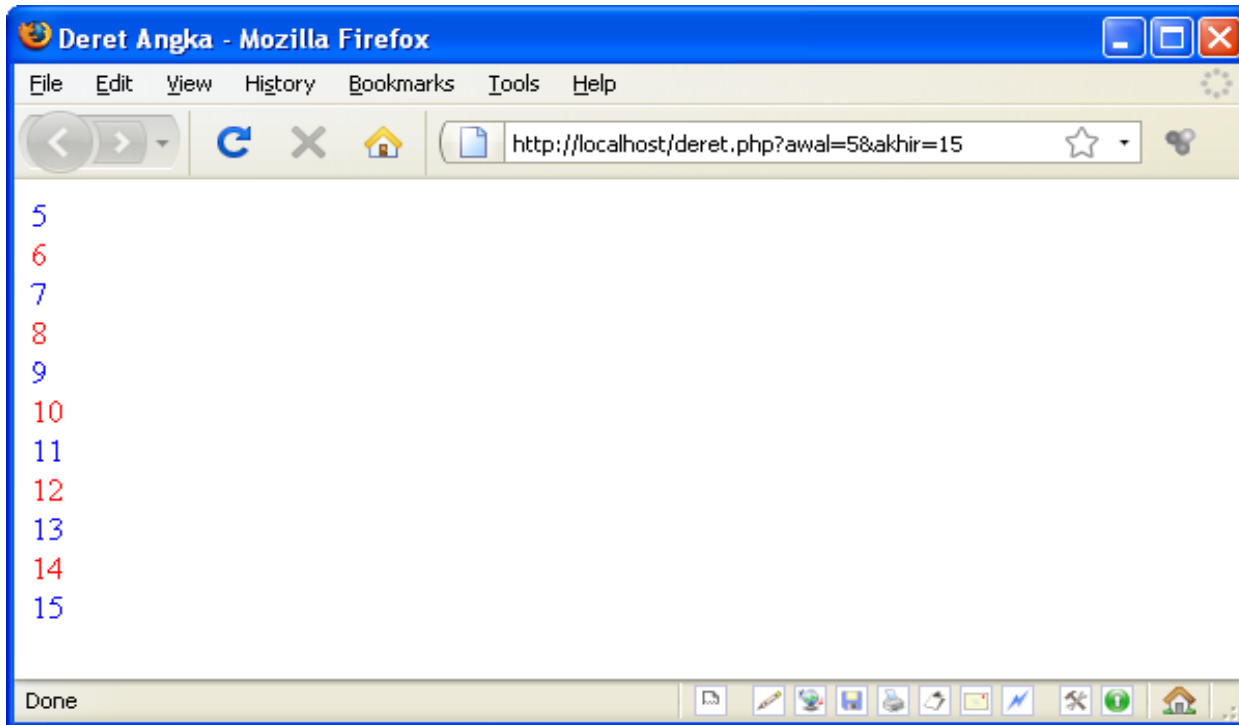 Deret Angka - Mozilla Firefox
File Edit View History Bookmarks Tools Help
http://localhost/deret.php?awal=5&akhir=15
5
6
7
8
9
10
11
12
13
14
15
Done